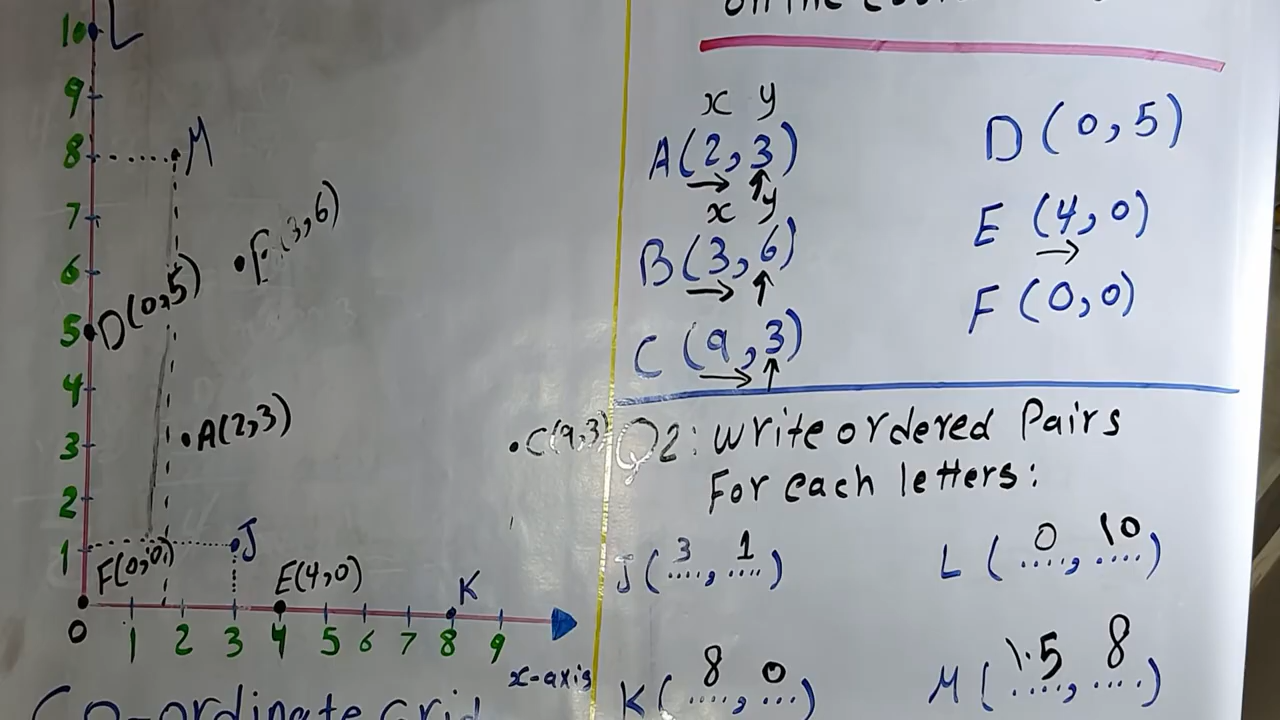 10 L
9
8 M
7
(3,6)
6
D(0,5)
5
4
A(2,3)
3
C(9,3)
2
1 J
F(0,0)
E(4,0)
K
0 1 2 3 4 5 6 7 8 9
x-axis
Co-ordinate Grid
on the
x y
A(2,3)
x y
B(3,6)
C(9,3)
D(0,5)
E(4,0)
F(0,0)
Q2: Write ordered Pairs
For each letters:
J(3, 1)
L(0, 10)
K(8, 0)
M(1.5, 8)